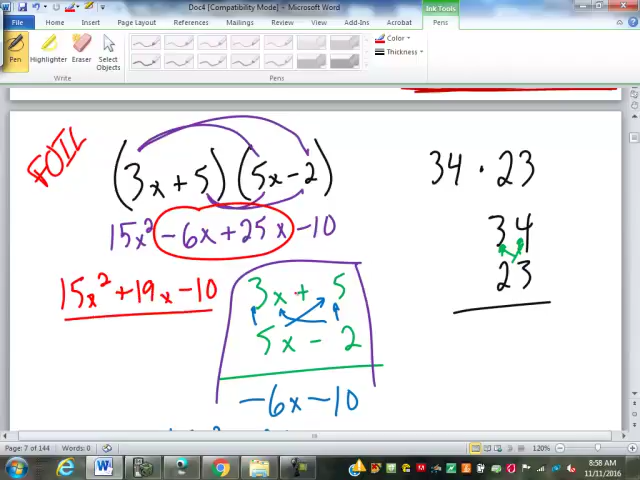 Doc4 [Compatibility Mode] - Microsoft Word
Ink Tools
File Home Insert Page Layout References Mailings Review View Add-Ins Acrobat Pens
Pen Highlighter Eraser Select Objects
Color
Thickness
Write
Pens
FOIL
(3x + 5)(5x - 2)
34 · 23
15x² - 6x + 25x - 10
34
23
15x² + 19x - 10
3x + 5
5x - 2
-6x - 10
Page: 7 of 144 Words: 0
120%
8:58 AM
11/11/2016